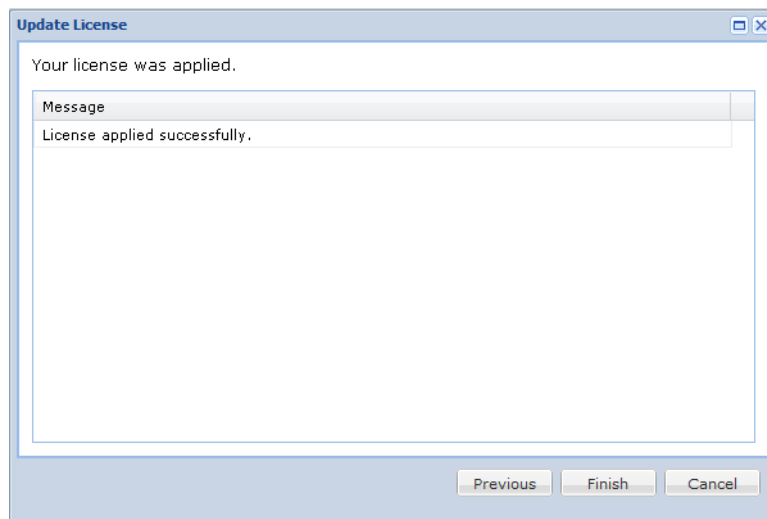 Update License
Your license was applied.
Message
License applied successfully.
Previous Finish Cancel